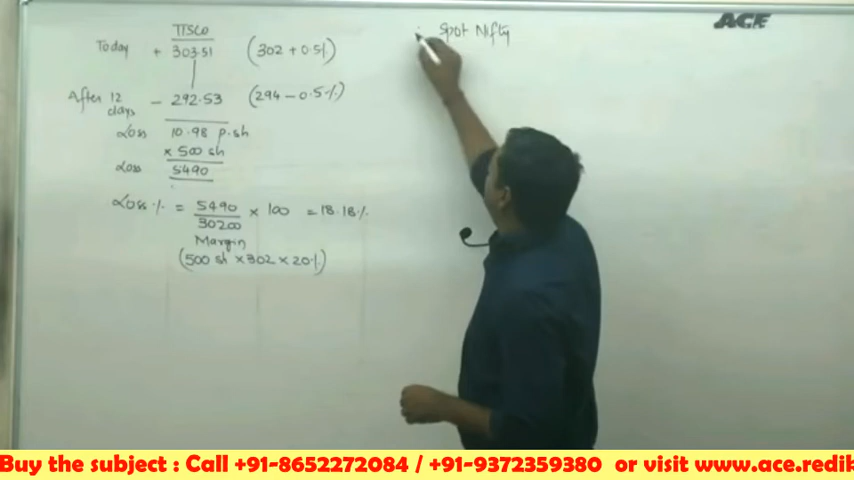 TISCO
Today + 303.51 (302 + 0.5%)
After 12 days - 292.53 (294 - 0.5%)
Loss 10.98 p.sh
x 500 sh
Loss 5490
Loss % = 5490 / 30200 x 100 = 18.18%
Margin
(500 sh x 302 x 20%)
Spot Nifty
ACE
Buy the subject : Call +91-8652272084 / +91-9372359380 or visit www.ace.redik